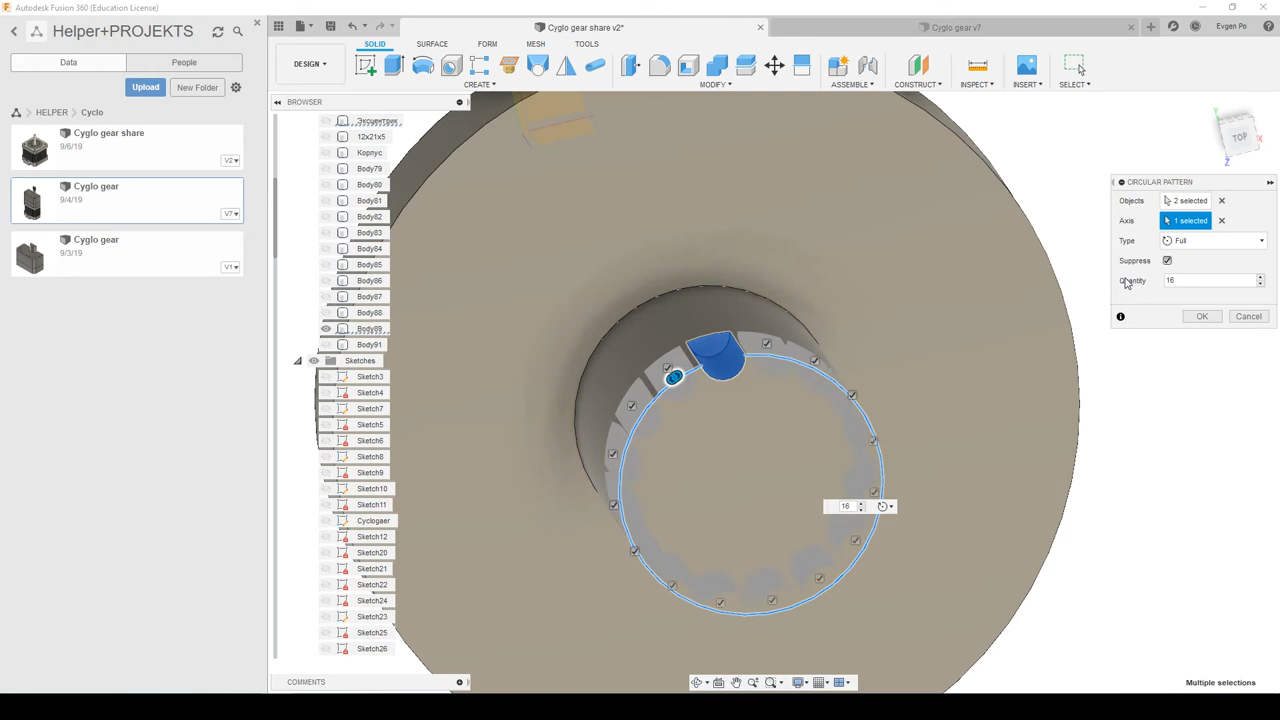 Autodesk Fusion 360 (Education License)
Helper+PROJEKTS
Cyglo gear share v2*
Cyglo gear v7
Evgen Po
SOLID
SURFACE
FORM
MESH
TOOLS
DESIGN
CREATE
MODIFY
ASSEMBLE
CONSTRUCT
INSPECT
INSERT
SELECT
Data
People
Upload
New Folder
HELPER
Cyclo
Cyglo gear share
9/6/19
V2
Cyglo gear
9/4/19
V7
Cyglo gear
9/3/19
V1
BROWSER
Эксцентрик
12x21x5
Корпус
Body79
Body80
Body81
Body82
Body83
Body84
Body85
Body86
Body87
Body88
Body89
Body91
Sketches
Sketch3
Sketch4
Sketch7
Sketch5
Sketch6
Sketch8
Sketch9
Sketch10
Sketch11
Cyclogaer
Sketch12
Sketch20
Sketch21
Sketch22
Sketch24
Sketch23
Sketch25
Sketch26
COMMENTS
TOP
X
Y
Z
CIRCULAR PATTERN
Objects 2 selected
Axis 1 selected
Type Full
Suppress
Quantity 16
OK Cancel
16
Multiple selections